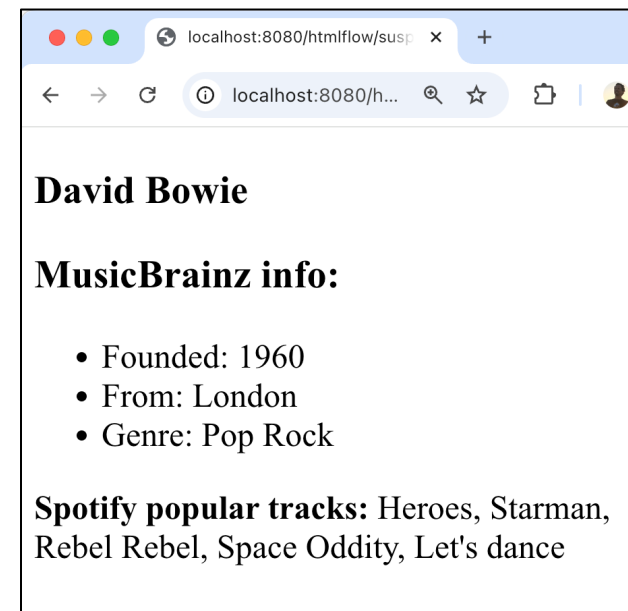 localhost:8080/htmlflow/susp
localhost:8080/h...
David Bowie
MusicBrainz info:
• Founded: 1960
• From: London
• Genre: Pop Rock
Spotify popular tracks: Heroes, Starman,
Rebel Rebel, Space Oddity, Let's dance